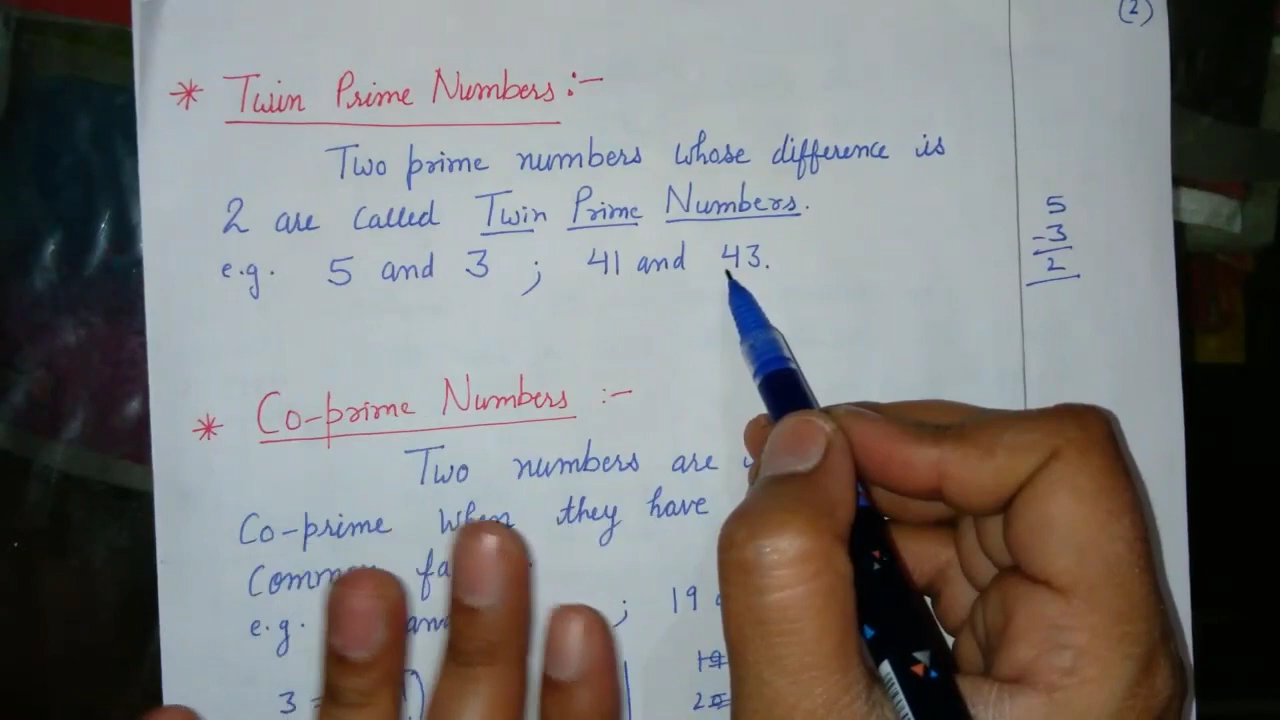 (2)
* Twin Prime Numbers :-
Two prime numbers whose difference is
2 are called Twin Prime Numbers.
e.g. 5 and 3 ; 41 and 43.
5
-3
2
* Co-prime Numbers :-
Two numbers are
Co-prime when they have
e.g. ; 19
3 =